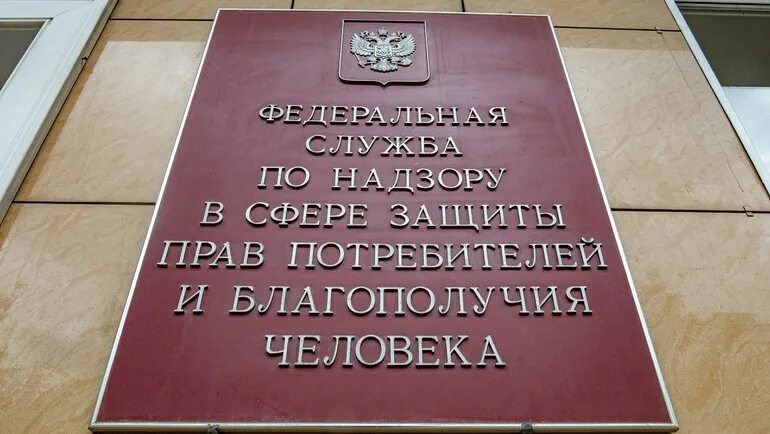 ФЕДЕРАЛЬНАЯ
СЛУЖБА
ПО НАДЗОРУ
В СФЕРЕ ЗАЩИТЫ
ПРАВ ПОТРЕБИТЕЛЕЙ
И БЛАГОПОЛУЧИЯ
ЧЕЛОВЕКА